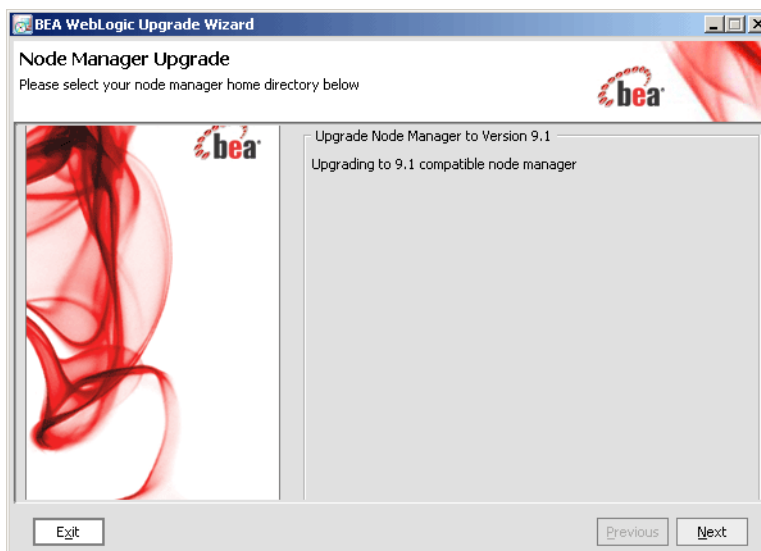 BEA WebLogic Upgrade Wizard
Node Manager Upgrade
Please select your node manager home directory below
bea
bea
Upgrade Node Manager to Version 9.1
Upgrading to 9.1 compatible node manager
Exit
Previous
Next